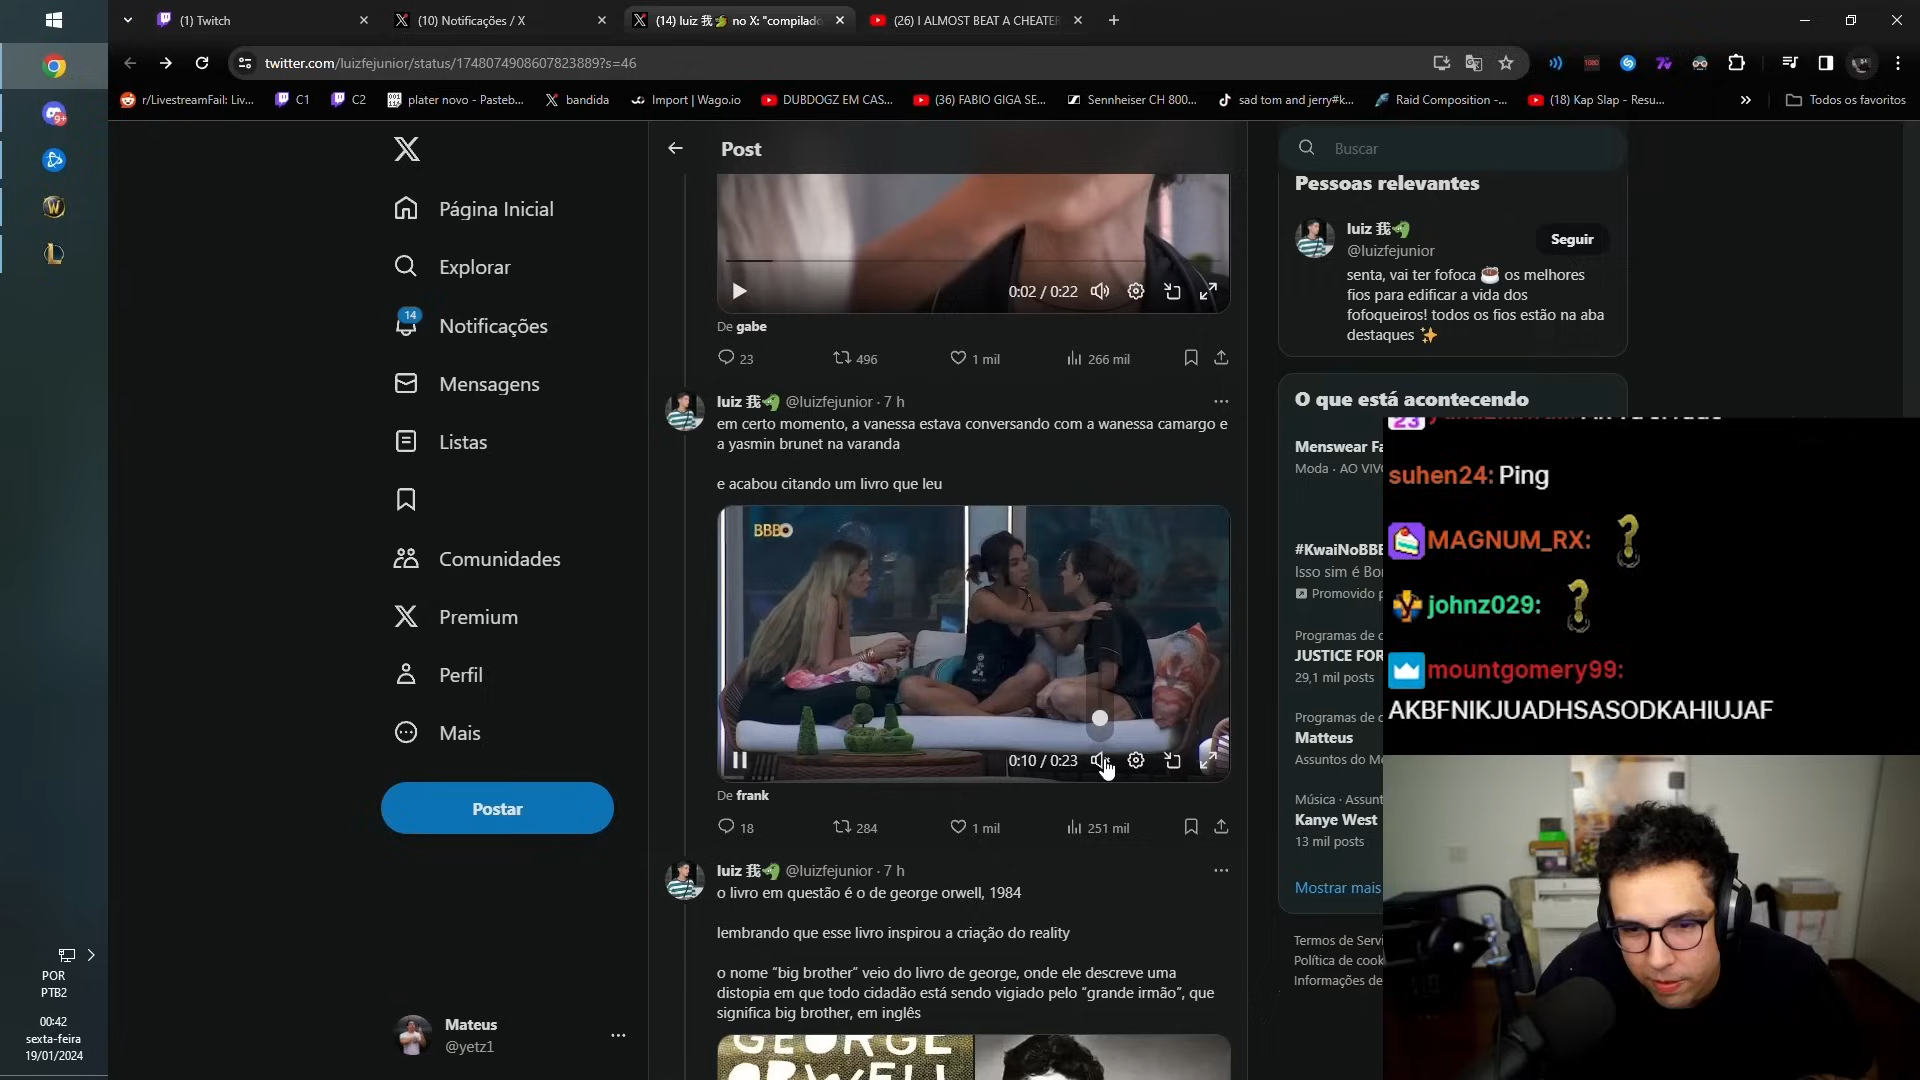 (1) Twitch
(10) Notificações / X
(14) luiz 我 no X: "compilado
(26) I ALMOST BEAT A CHEATER
twitter.com/luizfejunior/status/1748074908607823889?s=46
r/LivestreamFail: Liv...
C1
C2
plater novo - Pasteb...
bandida
Import | Wago.io
DUBDOGZ EM CAS...
(36) FABIO GIGA SE...
Sennheiser CH 800...
sad tom and jerry#k...
Raid Composition -...
(18) Kap Slap - Resu...
Todos os favoritos
9+
Página Inicial
Explorar
14
Notificações
Mensagens
Listas
Comunidades
Premium
Perfil
Mais
Postar
Mateus
@yetz1
POR
PTB2
00:42
sexta-feira
19/01/2024
Post
0:02 / 0:22
De gabe
23
496
1 mil
266 mil
luiz 我 @luizfejunior · 7 h
em certo momento, a vanessa estava conversando com a wanessa camargo e
a yasmin brunet na varanda
e acabou citando um livro que leu
BBB
0:10 / 0:23
De frank
18
284
1 mil
251 mil
luiz 我 @luizfejunior · 7 h
o livro em questão é o de george orwell, 1984
lembrando que esse livro inspirou a criação do reality
o nome “big brother” veio do livro de george, onde ele descreve uma
distopia em que todo cidadão está sendo vigiado pelo “grande irmão”, que
significa big brother, em inglês
GEORGE
ORWELL
Buscar
Pessoas relevantes
luiz 我
@luizfejunior
Seguir
senta, vai ter fofoca os melhores
fios para edificar a vida dos
fofoqueiros! todos os fios estão na aba
destaques
O que está acontecendo
Menswear Fa
Moda · AO VIV
#KwaiNoBBB
Isso sim é Bo
Promovido p
Programas de
JUSTICE FOR
29,1 mil posts
Programas de
Matteus
Assuntos do M
Música · Assunt
Kanye West
13 mil posts
Mostrar mais
Termos de Servi
Política de cook
Informações de
23
suhen24: Ping
MAGNUM_RX:
johnz029:
mountgomery99:
AKBFNIKJUADHSASODKAHIUJAF